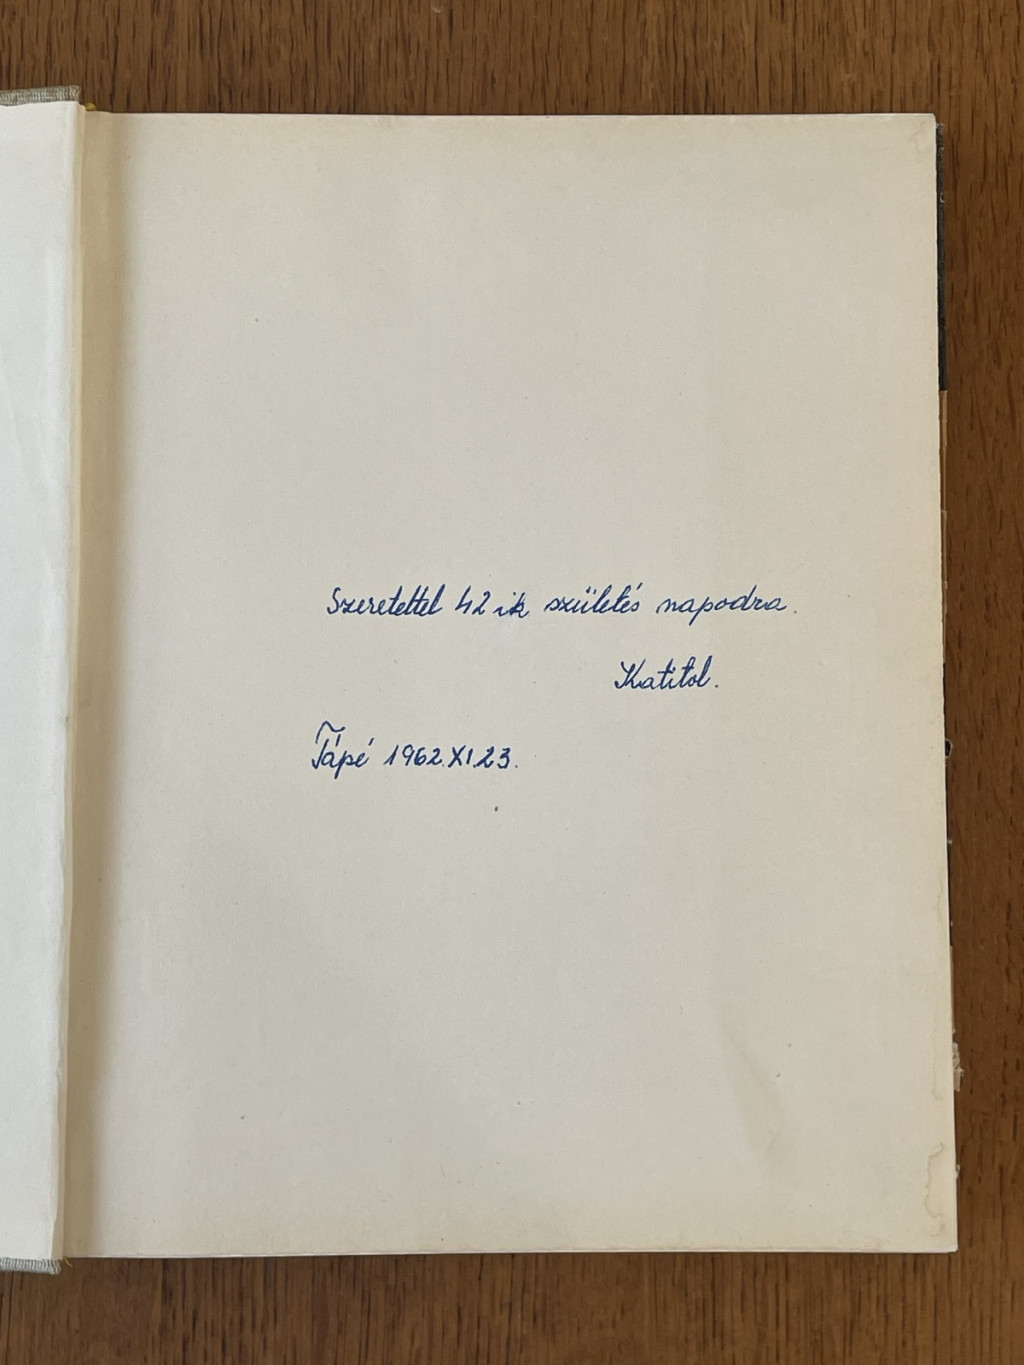 Szeretettel 42 ik születés napodra.
Katitol.
Tápé 1962.XI.23.